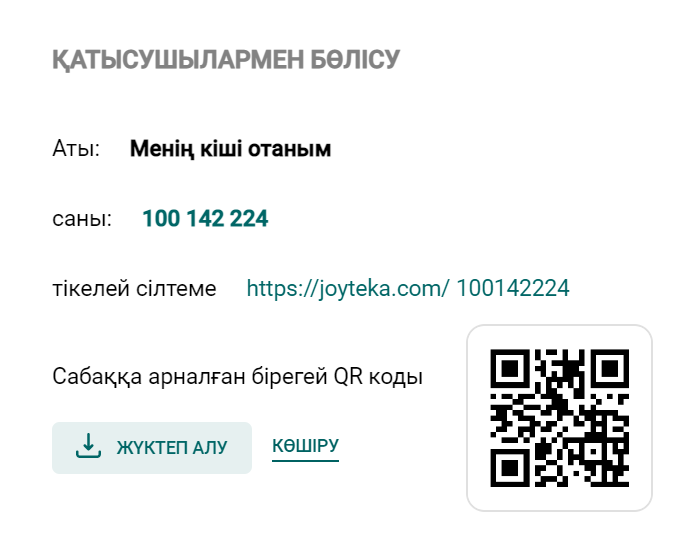 ҚАТЫСУШЫЛАРМЕН БӨЛІСУ
Аты: Менің кіші отаным
саны: 100 142 224
тікелей сілтеме https://joyteka.com/ 100142224
Сабаққа арналған бірегей QR коды
ЖҮКТЕП АЛУ КӨШІРУ